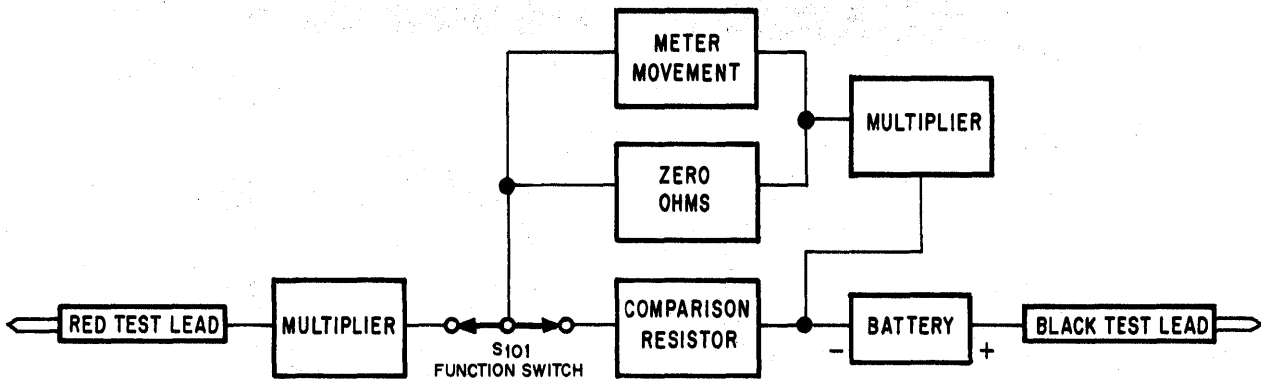 METER
MOVEMENT
MULTIPLIER
ZERO
OHMS
RED TEST LEAD
MULTIPLIER
S101
FUNCTION SWITCH
COMPARISON
RESISTOR
- BATTERY +
BLACK TEST LEAD